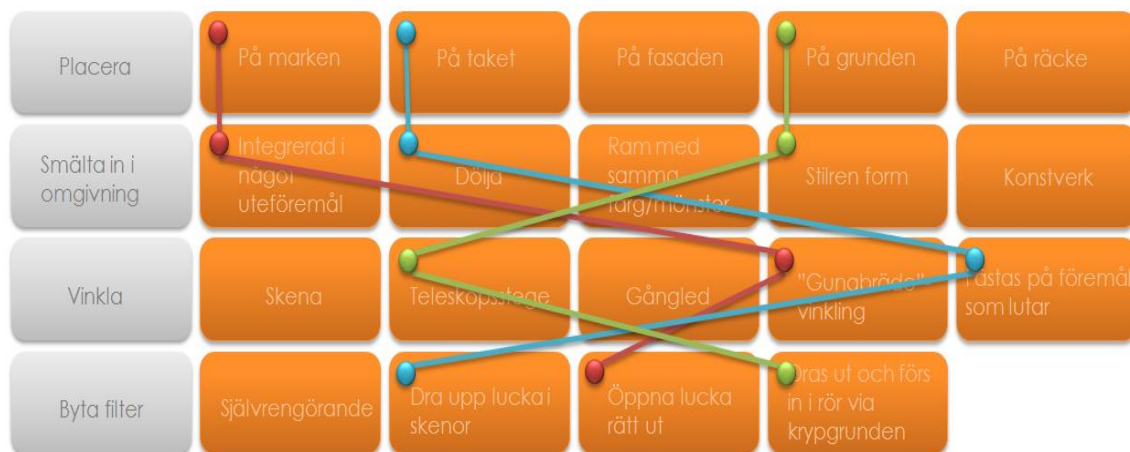 Placera
På marken
På taket
På fasaden
På grunden
På räcke
Smälta in i
omgivning
Integrerad i
något
uteföremål
Dölja
Ram med
samma
färg/mönster
Stilren form
Konstverk
Vinkla
Skena
Teleskopsstege
Gångled
"Gungbräde"-
vinkling
Fästas på föremål
som lutar
Byta filter
Självrengörande
Dra upp lucka i
skenor
Öppna lucka
rätt ut
Dras ut och förs
in i rör via
krypgrunden